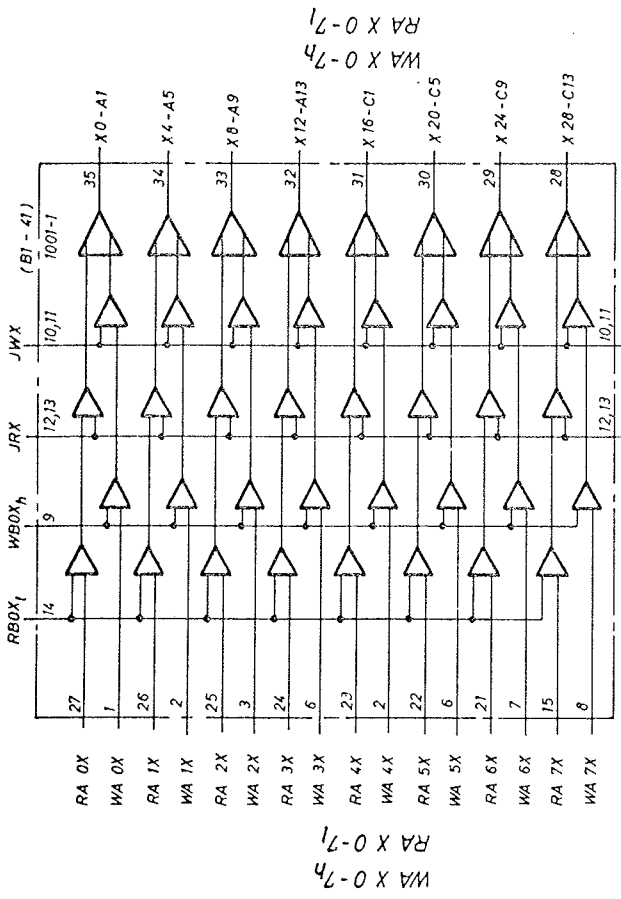 RBOXl WBOXh JRX JWX (B1-41)
14 9 12,13 10,11 1001-1
RA 0X 27 35 X0-A1
WA 0X 1
RA 1X 26 34 X4-A5
WA 1X 2
RA 2X 25 33 X8-A9
WA 2X 3
RA 3X 24 32 X12-A13
WA 3X 6
RA 4X 23 31 X16-C1
WA 4X 2
RA 5X 22 30 X20-C5
WA 5X 6
RA 6X 21 29 X24-C9
WA 6X 7
RA 7X 15 28 X28-C13
WA 7X 8
12,13 10,11
WA X 0-7h
RA X 0-7l
WA X 0-7h
RA X 0-7l